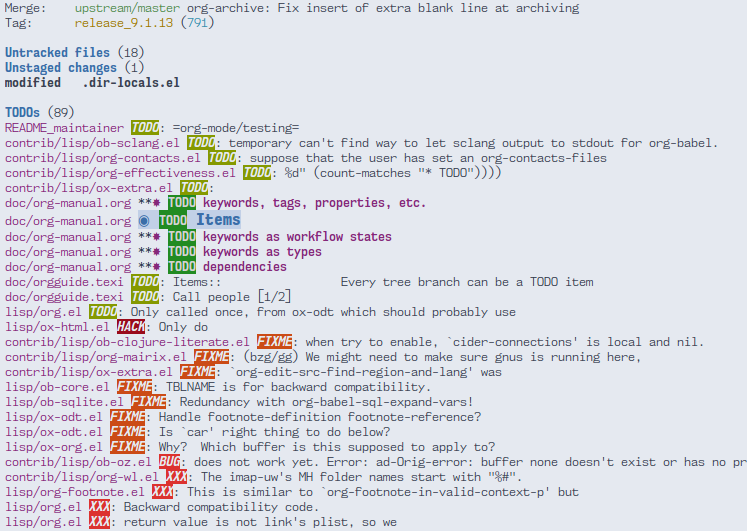 Merge:    upstream/master org-archive: Fix insert of extra blank line at archiving
Tag:      release_9.1.13 (791)
Untracked files (18)
Unstaged changes (1)
modified   .dir-locals.el
TODOs (89)
README_maintainer TODO: =org-mode/testing=
contrib/lisp/ob-sclang.el TODO: temporary can't find way to let sclang output to stdout for org-babel.
contrib/lisp/org-contacts.el TODO: suppose that the user has set an org-contacts-files
contrib/lisp/org-effectiveness.el TODO: %d" (count-matches "* TODO"))))
contrib/lisp/ox-extra.el TODO:
doc/org-manual.org **✸ TODO keywords, tags, properties, etc.
doc/org-manual.org ◉ TODO Items
doc/org-manual.org **✸ TODO keywords as workflow states
doc/org-manual.org **✸ TODO keywords as types
doc/org-manual.org **✸ TODO dependencies
doc/orgguide.texi TODO: Items::                 Every tree branch can be a TODO item
doc/orgguide.texi TODO: Call people [1/2]
lisp/org.el TODO: Only called once, from ox-odt which should probably use
lisp/ox-html.el HACK: Only do
contrib/lisp/ob-clojure-literate.el FIXME: when try to enable, `cider-connections' is local and nil.
contrib/lisp/org-mairix.el FIXME: (bzg/gg) We might need to make sure gnus is running here,
contrib/lisp/ox-extra.el FIXME: `org-edit-src-find-region-and-lang' was
lisp/ob-core.el FIXME: TBLNAME is for backward compatibility.
lisp/ob-sqlite.el FIXME: Redundancy with org-babel-sql-expand-vars!
lisp/ox-odt.el FIXME: Handle footnote-definition footnote-reference?
lisp/ox-odt.el FIXME: Is `car' right thing to do below?
lisp/ox-org.el FIXME: Why?  Which buffer is this supposed to apply to?
contrib/lisp/ob-oz.el BUG: does not work yet. Error: ad-Orig-error: buffer none doesn't exist or has no pr
contrib/lisp/org-wl.el XXX: The imap-uw's MH folder names start with "%#".
lisp/org-footnote.el XXX: This is similar to `org-footnote-in-valid-context-p' but
lisp/org.el XXX: Backward compatibility code.
lisp/org.el XXX: return value is not link's plist, so we